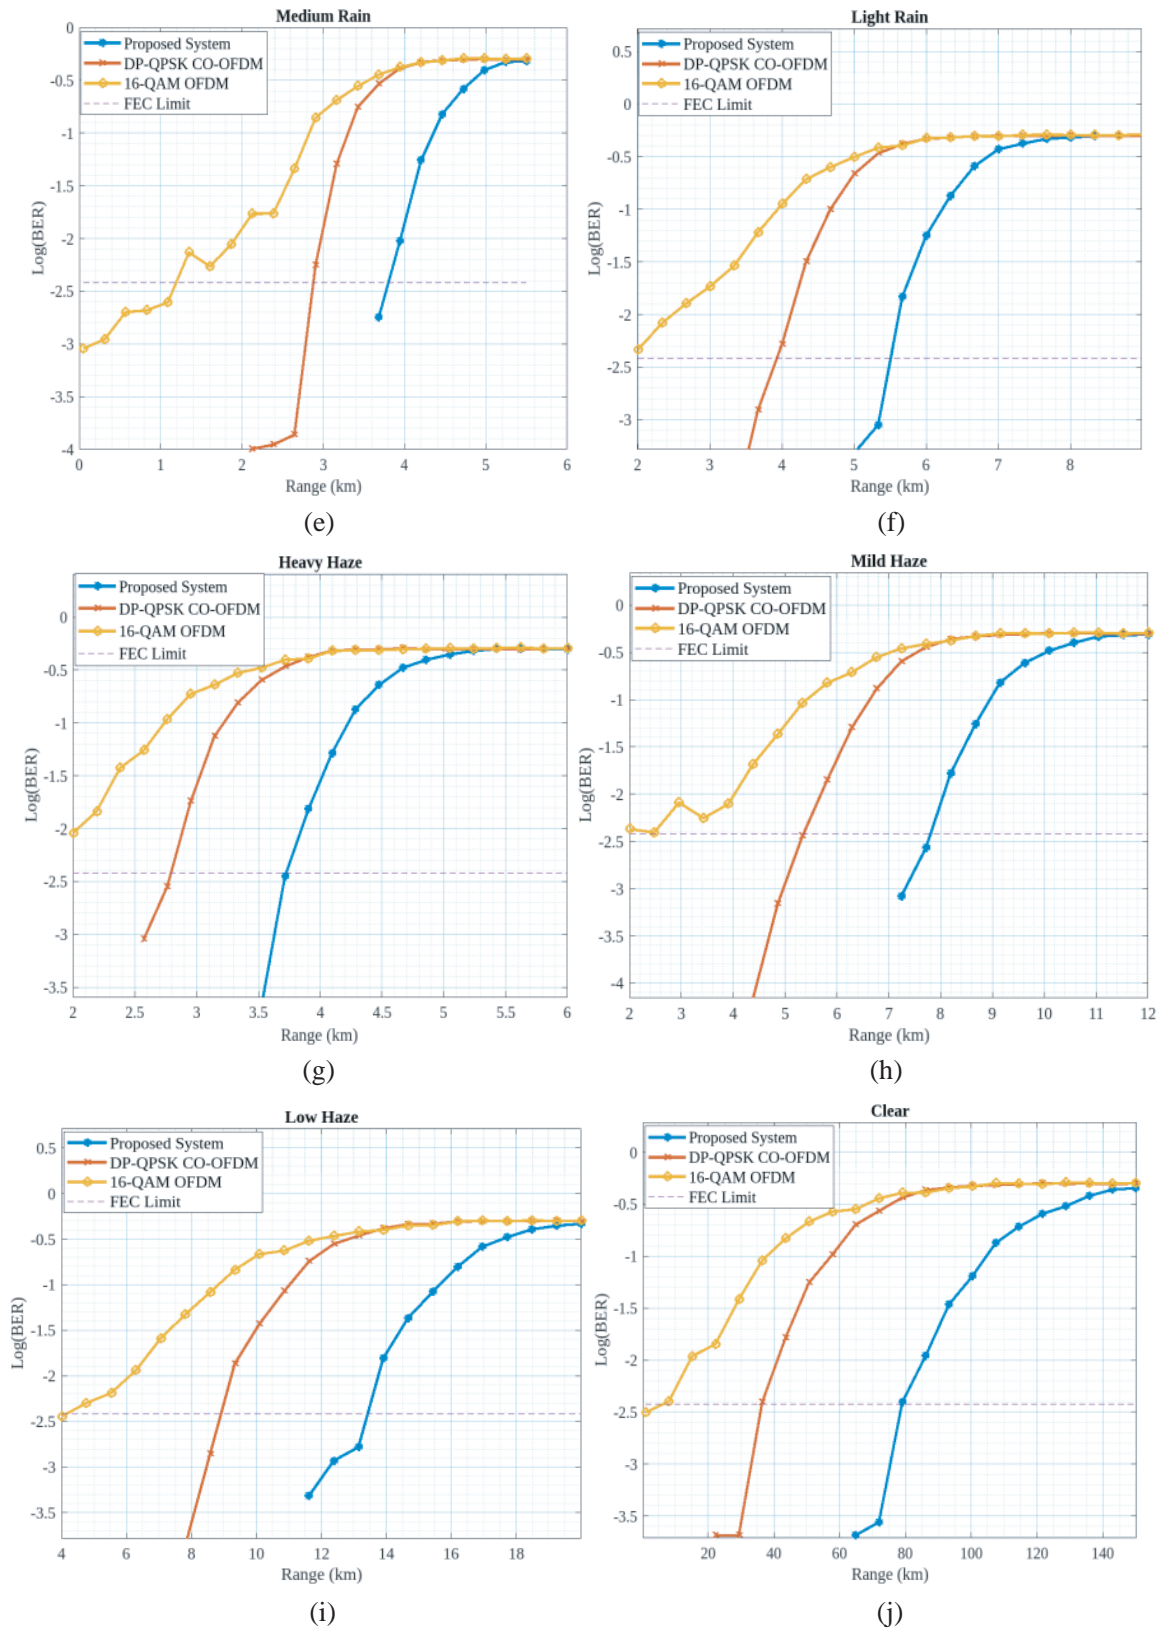 Medium Rain
Proposed System
DP-QPSK CO-OFDM
16-QAM OFDM
FEC Limit
0
-0.5
-1
-1.5
-2
-2.5
-3
-3.5
-4
Log(BER)
0 1 2 3 4 5 6
Range (km)
(e)
Light Rain
Proposed System
DP-QPSK CO-OFDM
16-QAM OFDM
FEC Limit
0.5
0
-0.5
-1
-1.5
-2
-2.5
-3
Log(BER)
2 3 4 5 6 7 8
Range (km)
(f)
Heavy Haze
Proposed System
DP-QPSK CO-OFDM
16-QAM OFDM
FEC Limit
0
-0.5
-1
-1.5
-2
-2.5
-3
-3.5
Log(BER)
2 2.5 3 3.5 4 4.5 5 5.5 6
Range (km)
(g)
Mild Haze
Proposed System
DP-QPSK CO-OFDM
16-QAM OFDM
FEC Limit
0
-0.5
-1
-1.5
-2
-2.5
-3
-3.5
-4
Log(BER)
2 3 4 5 6 7 8 9 10 11 12
Range (km)
(h)
Low Haze
Proposed System
DP-QPSK CO-OFDM
16-QAM OFDM
FEC Limit
0.5
0
-0.5
-1
-1.5
-2
-2.5
-3
-3.5
Log(BER)
4 6 8 10 12 14 16 18
Range (km)
(i)
Clear
Proposed System
DP-QPSK CO-OFDM
16-QAM OFDM
FEC Limit
0
-0.5
-1
-1.5
-2
-2.5
-3
-3.5
Log(BER)
20 40 60 80 100 120 140
Range (km)
(j)